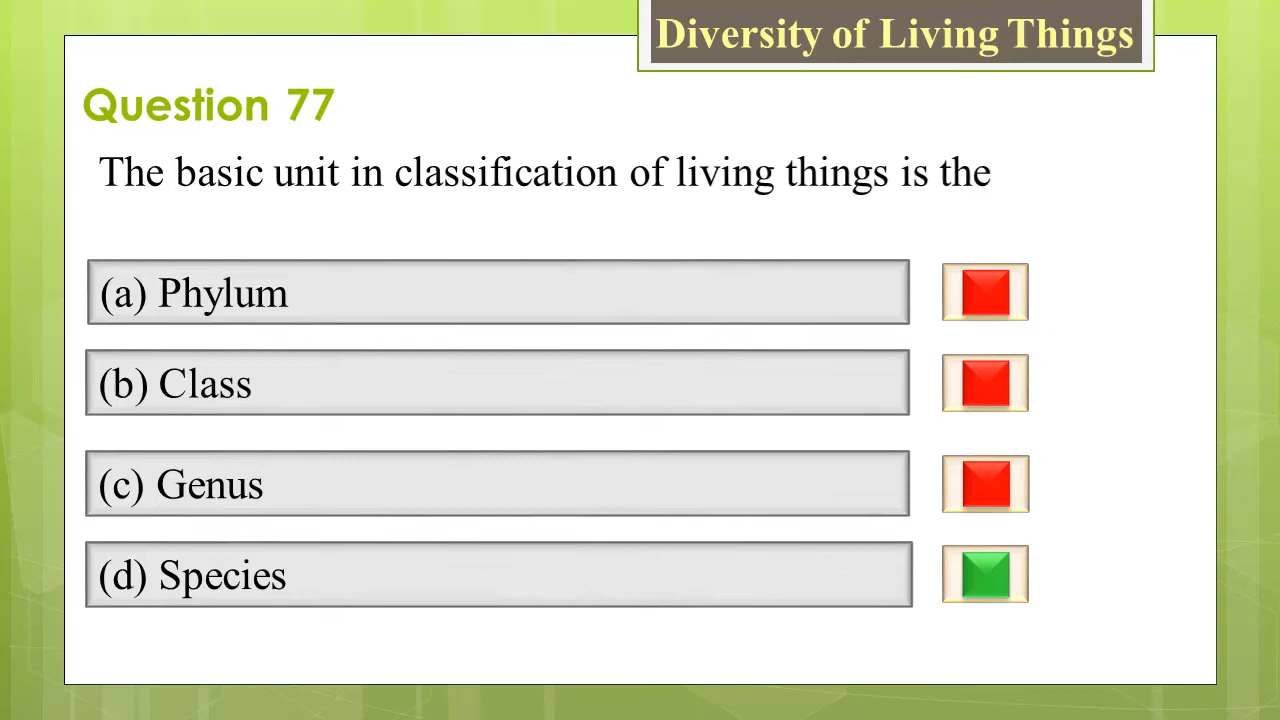 Diversity of Living Things
Question 77
The basic unit in classification of living things is the
(a) Phylum
(b) Class
(c) Genus
(d) Species